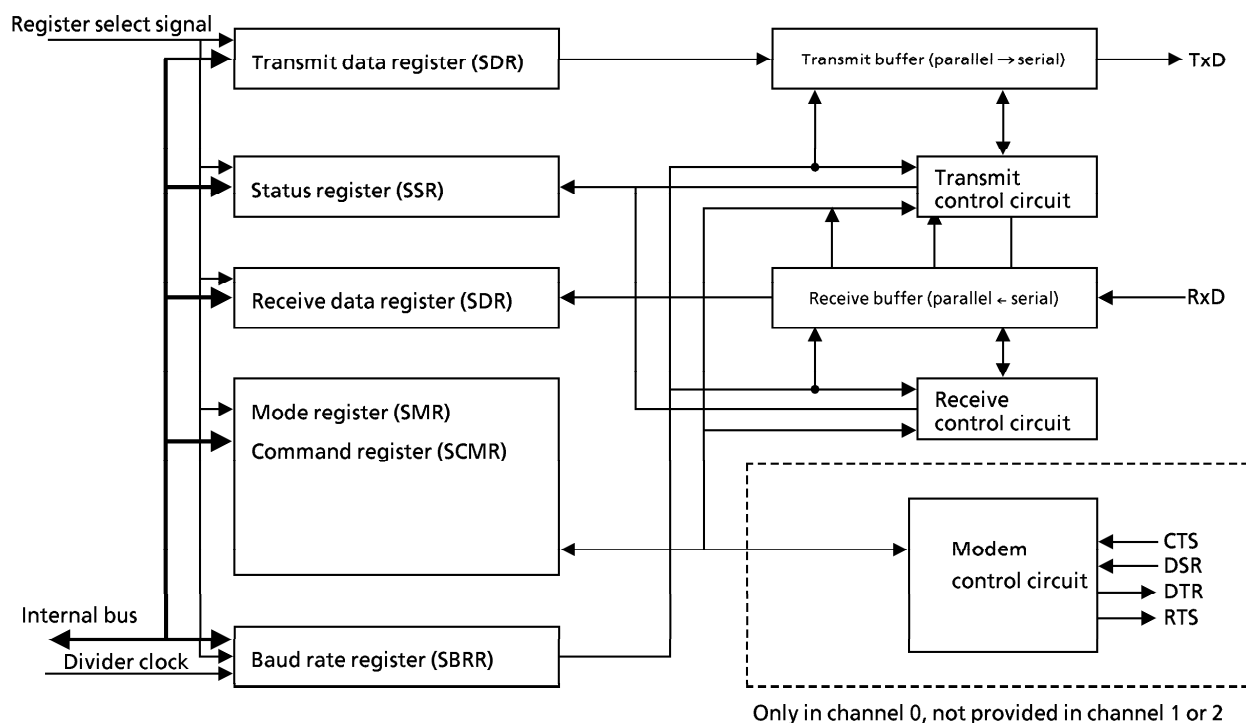 Register select signal
Transmit data register (SDR)
Transmit buffer (parallel → serial)
TxD
Status register (SSR)
Transmit
control circuit
Receive data register (SDR)
Receive buffer (parallel ← serial)
RxD
Mode register (SMR)
Command register (SCMR)
Receive
control circuit
Modem
control circuit
CTS
DSR
DTR
RTS
Internal bus
Divider clock
Baud rate register (SBRR)
Only in channel 0, not provided in channel 1 or 2